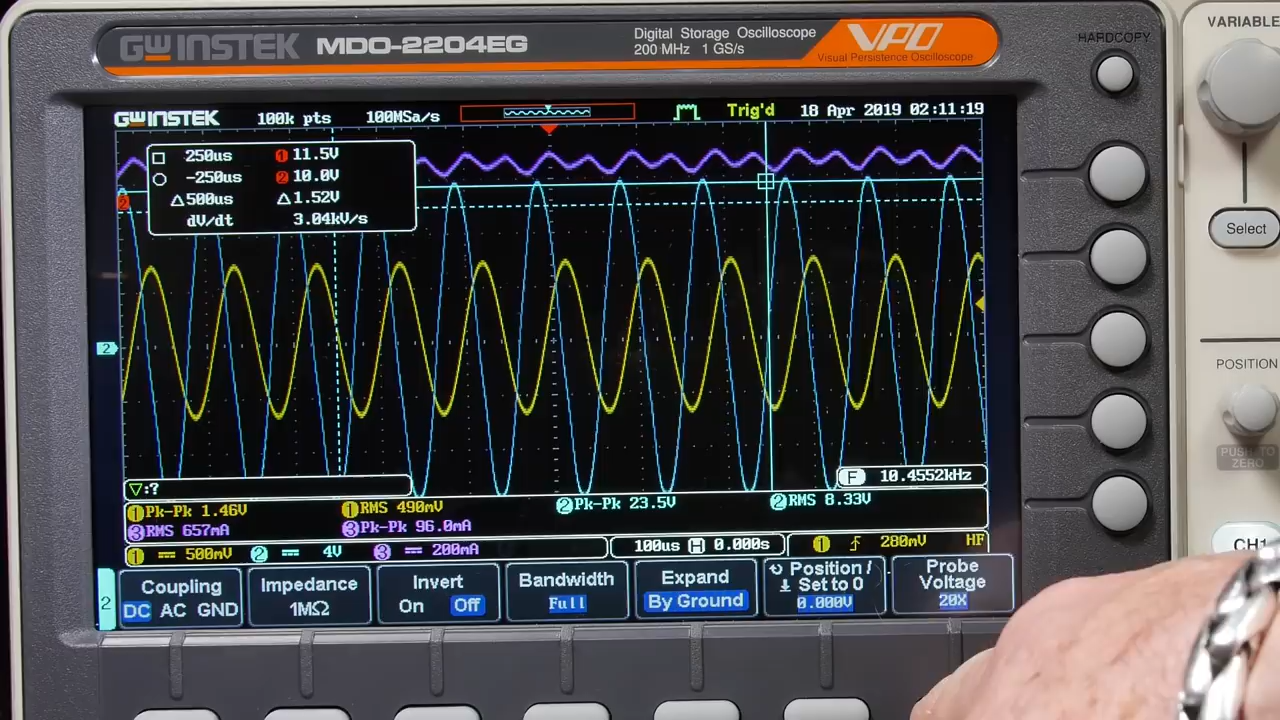 GW INSTEK MDO-2204EG
Digital Storage Oscilloscope
200 MHz 1 GS/s
VPO
Visual Persistence Oscilloscope
HARDCOPY
VARIABLE
GWINSTEK 100k pts 100MSa/s Trig'd 18 Apr 2019 02:11:19
250us 1 11.5V
-250us 2 10.0V
△500us △1.52V
dV/dt 3.04kV/s
2
2
Select
POSITION
PUSH TO
ZERO
CH1
▽:?
F 10.4552kHz
1 Pk-Pk 1.46V 1 RMS 490mV 2 Pk-Pk 23.5V 2 RMS 8.33V
3 RMS 657mA 3 Pk-Pk 96.0mA
1 500mV 2 4V 3 200mA 100us H 0.000s 1 280mV HF
2
Coupling
DC AC GND
Impedance
1MΩ
Invert
On Off
Bandwidth
Full
Expand
By Ground
Position /
Set to 0
0.000V
Probe
Voltage
20X